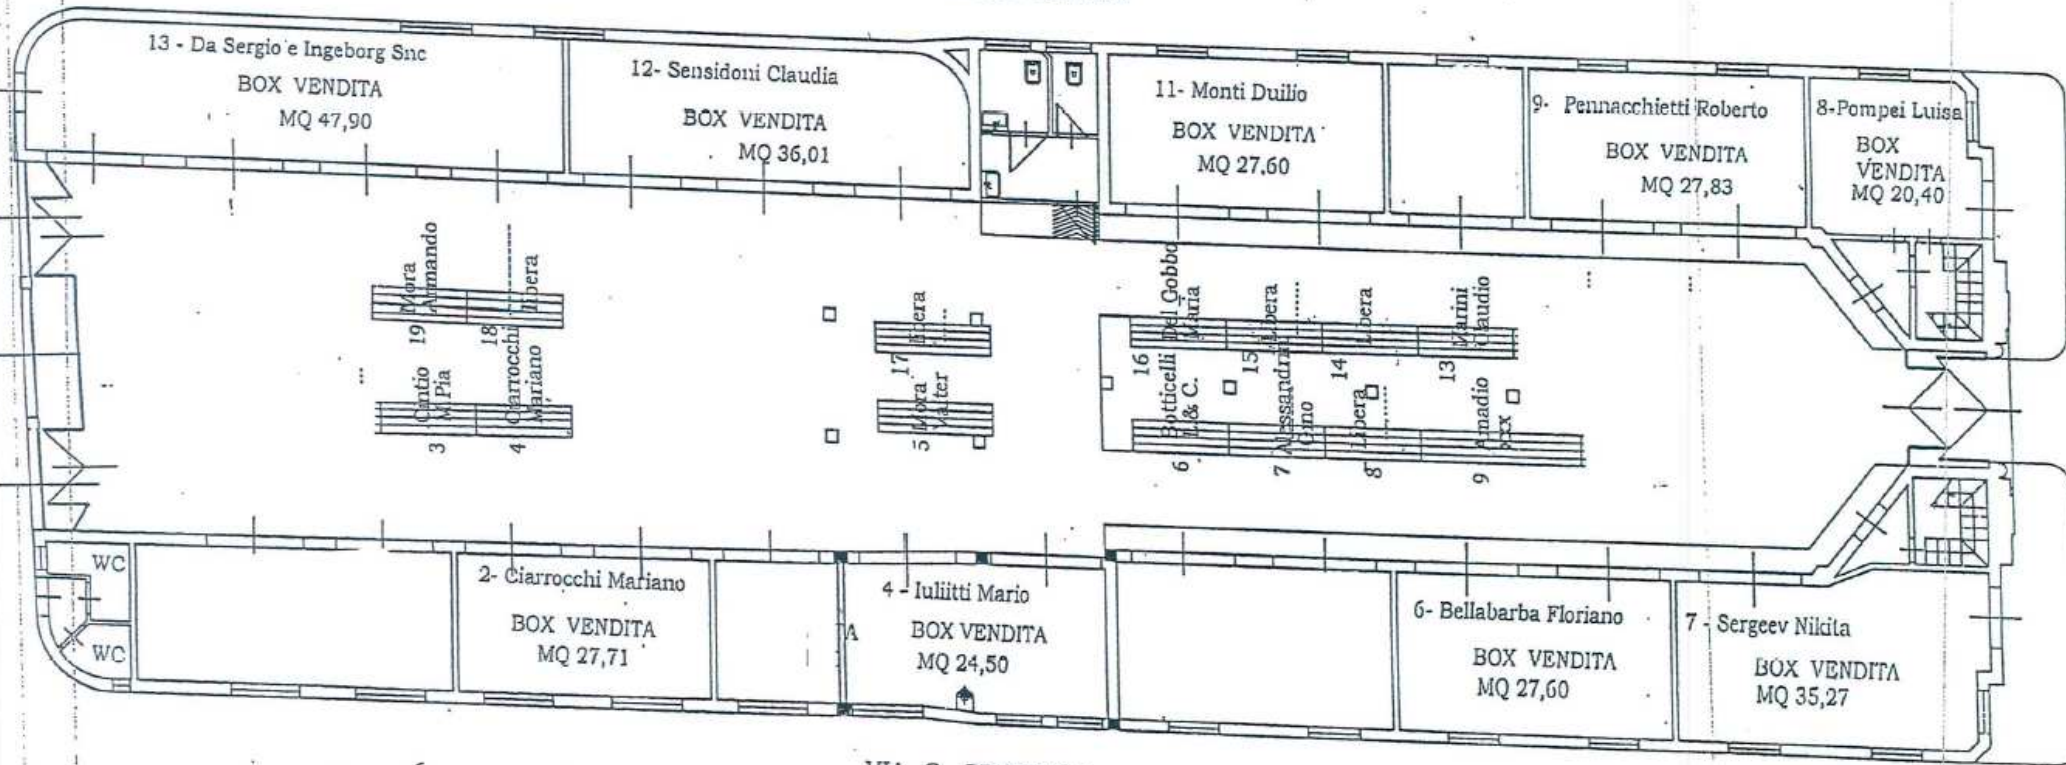 13 - Da Sergio e Ingeborg Snc
BOX VENDITA
MQ 47,90
12- Sensidoni Claudia
BOX VENDITA
MQ 36,01
11- Monti Duilio
BOX VENDITA
MQ 27,60
9- Pennacchietti Roberto
BOX VENDITA
MQ 27,83
8-Pompei Luisa
BOX
VENDITA
MQ 20,40
19
Mora
Armando
18
libera
17
libera
16
Del Gobbo
Maria
15
Libera
14
Libera
13
Marini
Claudio
3
Cintio
M.Pia
4
Ciarrocchi
Mariano
5
Mora
Valter
6
Botticelli
L& C.
7
Alessandrini
Gino
8
Libera
9
Amadio
xxx
WC
WC
2- Ciarrocchi Mariano
BOX VENDITA
MQ 27,71
A
4 - Iuliitti Mario
BOX VENDITA
MQ 24,50
6- Bellabarba Floriano
BOX VENDITA
MQ 27,60
7 - Sergeev Nikita
BOX VENDITA
MQ 35,27